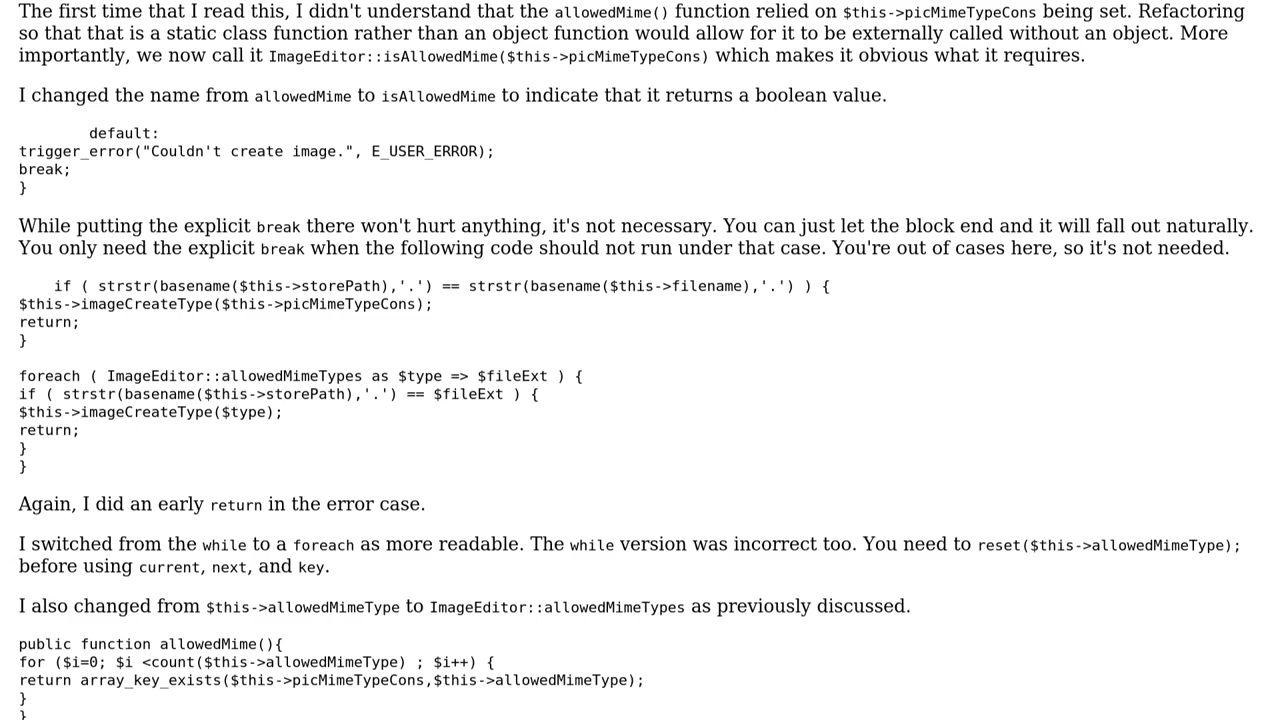 The first time that I read this, I didn't understand that the allowedMime() function relied on $this->picMimeTypeCons being set. Refactoring
so that that is a static class function rather than an object function would allow for it to be externally called without an object. More
importantly, we now call it ImageEditor::isAllowedMime($this->picMimeTypeCons) which makes it obvious what it requires.
I changed the name from allowedMime to isAllowedMime to indicate that it returns a boolean value.
default:
trigger_error("Couldn't create image.", E_USER_ERROR);
break;
}
While putting the explicit break there won't hurt anything, it's not necessary. You can just let the block end and it will fall out naturally.
You only need the explicit break when the following code should not run under that case. You're out of cases here, so it's not needed.
if ( strstr(basename($this->storePath),'.') == strstr(basename($this->filename),'.') ) {
$this->imageCreateType($this->picMimeTypeCons);
return;
}
foreach ( ImageEditor::allowedMimeTypes as $type => $fileExt ) {
if ( strstr(basename($this->storePath),'.') == $fileExt ) {
$this->imageCreateType($type);
return;
}
}
Again, I did an early return in the error case.
I switched from the while to a foreach as more readable. The while version was incorrect too. You need to reset($this->allowedMimeType);
before using current, next, and key.
I also changed from $this->allowedMimeType to ImageEditor::allowedMimeTypes as previously discussed.
public function allowedMime(){
for ($i=0; $i <count($this->allowedMimeType) ; $i++) {
return array_key_exists($this->picMimeTypeCons,$this->allowedMimeType);
}
}